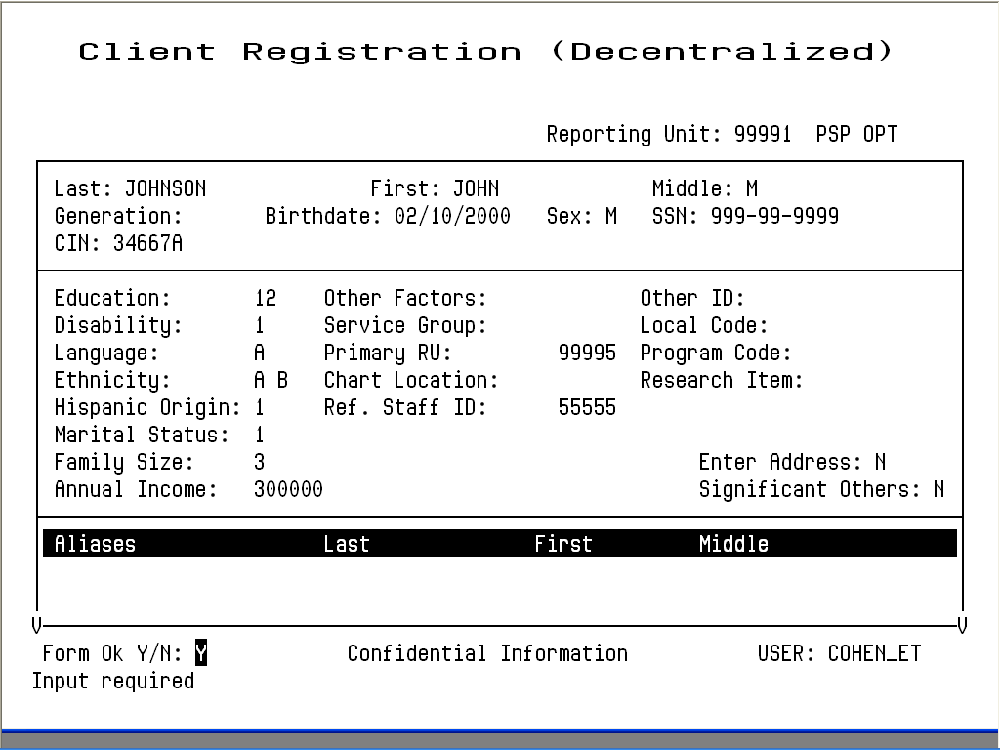 Client Registration (Decentralized)
Reporting Unit: 99991 PSP OPT
Last: JOHNSON First: JOHN Middle: M
Generation: Birthdate: 02/10/2000 Sex: M SSN: 999-99-9999
CIN: 34667A
Education: 12 Other Factors: Other ID:
Disability: 1 Service Group: Local Code:
Language: A Primary RU: 99995 Program Code:
Ethnicity: A B Chart Location: Research Item:
Hispanic Origin: 1 Ref. Staff ID: 55555
Marital Status: 1
Family Size: 3 Enter Address: N
Annual Income: 300000 Significant Others: N
Aliases Last First Middle
V V
Form Ok Y/N: Y Confidential Information USER: COHEN_ET
Input required